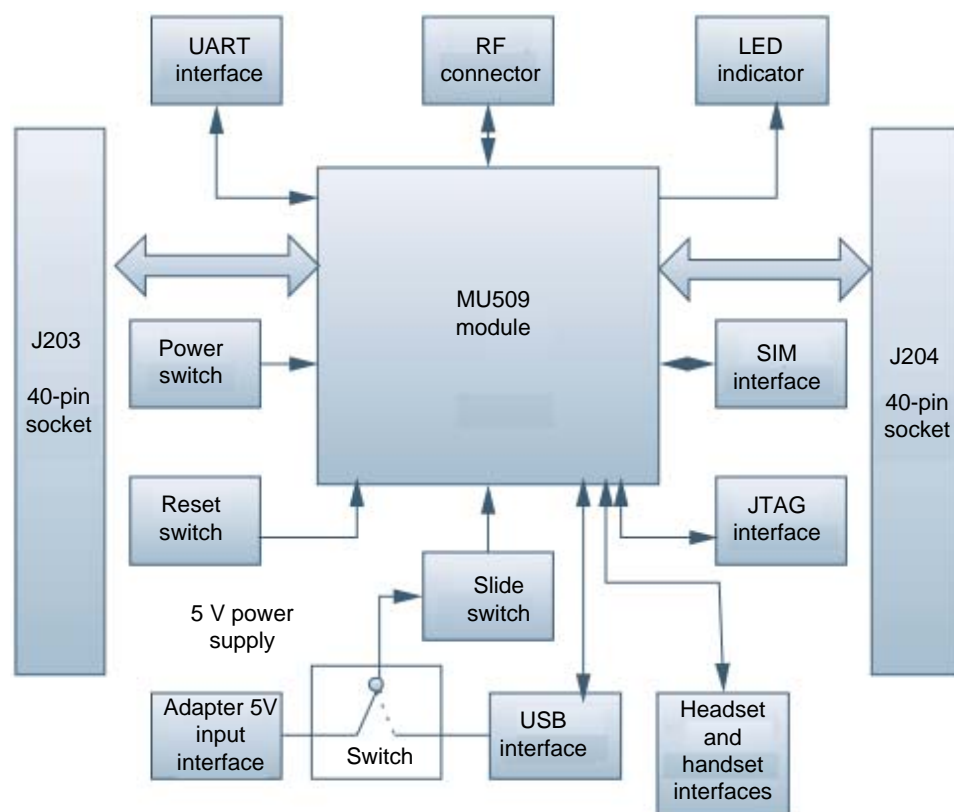 UART
interface
RF
connector
LED
indicator
MU509
module
J203
40-pin
socket
Power
switch
SIM
interface
J204
40-pin
socket
Reset
switch
JTAG
interface
Slide
switch
5 V power
supply
Adapter 5V
input
interface
Switch
USB
interface
Headset
and
handset
interfaces